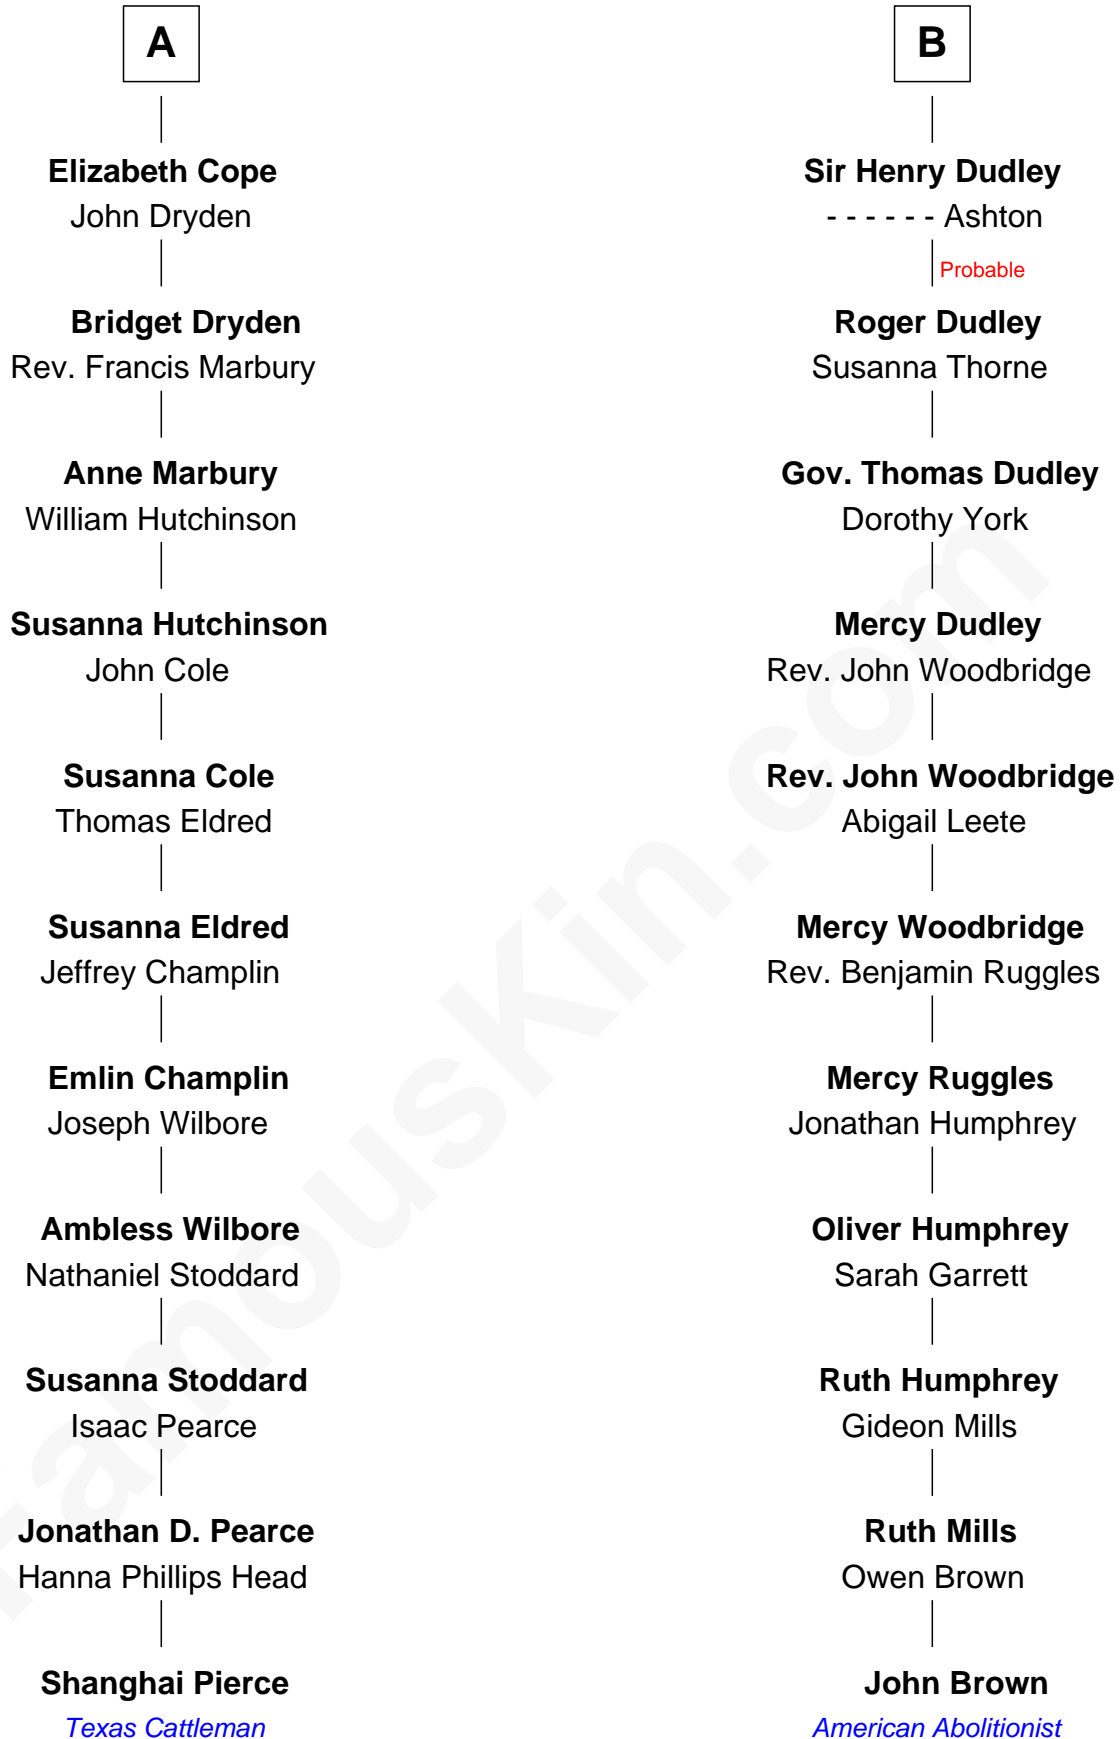 A
Elizabeth Cope
John Dryden
Bridget Dryden
Rev. Francis Marbury
Anne Marbury
William Hutchinson
Susanna Hutchinson
John Cole
Susanna Cole
Thomas Eldred
Susanna Eldred
Jeffrey Champlin
Emlin Champlin
Joseph Wilbore
Ambless Wilbore
Nathaniel Stoddard
Susanna Stoddard
Isaac Pearce
Jonathan D. Pearce
Hanna Phillips Head
Shanghai Pierce
Texas Cattleman
B
Sir Henry Dudley
- - - - - - Ashton
Probable
Roger Dudley
Susanna Thorne
Gov. Thomas Dudley
Dorothy York
Mercy Dudley
Rev. John Woodbridge
Rev. John Woodbridge
Abigail Leete
Mercy Woodbridge
Rev. Benjamin Ruggles
Mercy Ruggles
Jonathan Humphrey
Oliver Humphrey
Sarah Garrett
Ruth Humphrey
Gideon Mills
Ruth Mills
Owen Brown
John Brown
American Abolitionist
FamousKin.com